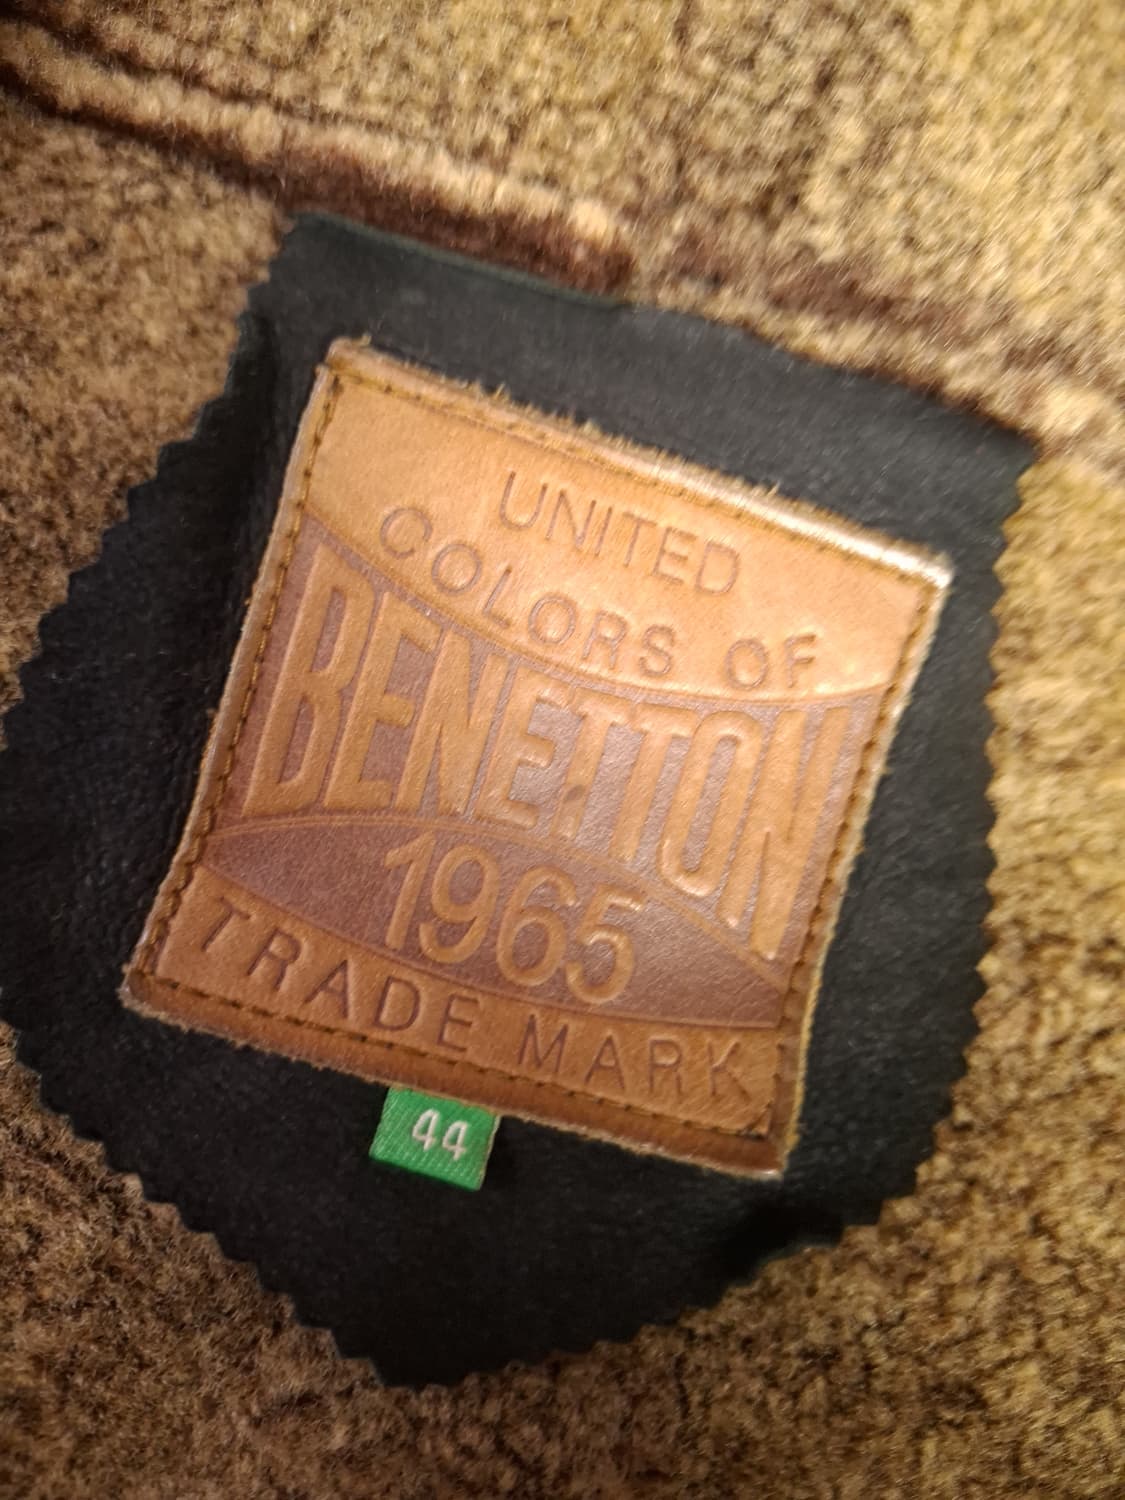 UNITED
COLORS OF
BENETTON
1965
TRADE MARK
44